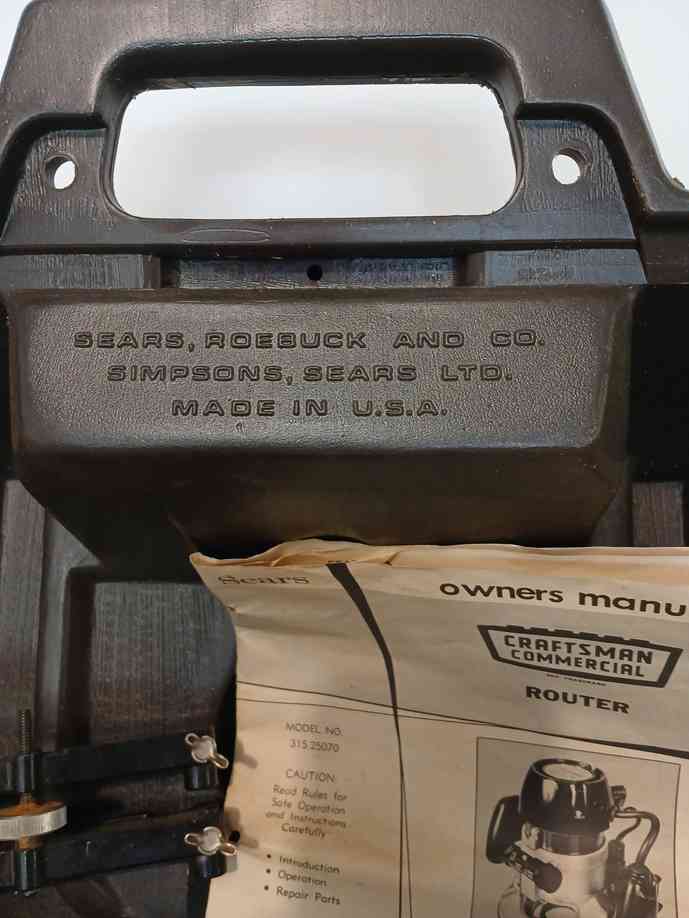 SEARS, ROEBUCK AND CO.
SIMPSONS, SEARS LTD.
MADE IN U.S.A.
Sears
owners manu
CRAFTSMAN
COMMERCIAL
ROUTER
MODEL NO.
315.25070
CAUTION:
Read Rules for
Safe Operation
and Instructions
Carefully
• Introduction
• Operation
• Repair Parts